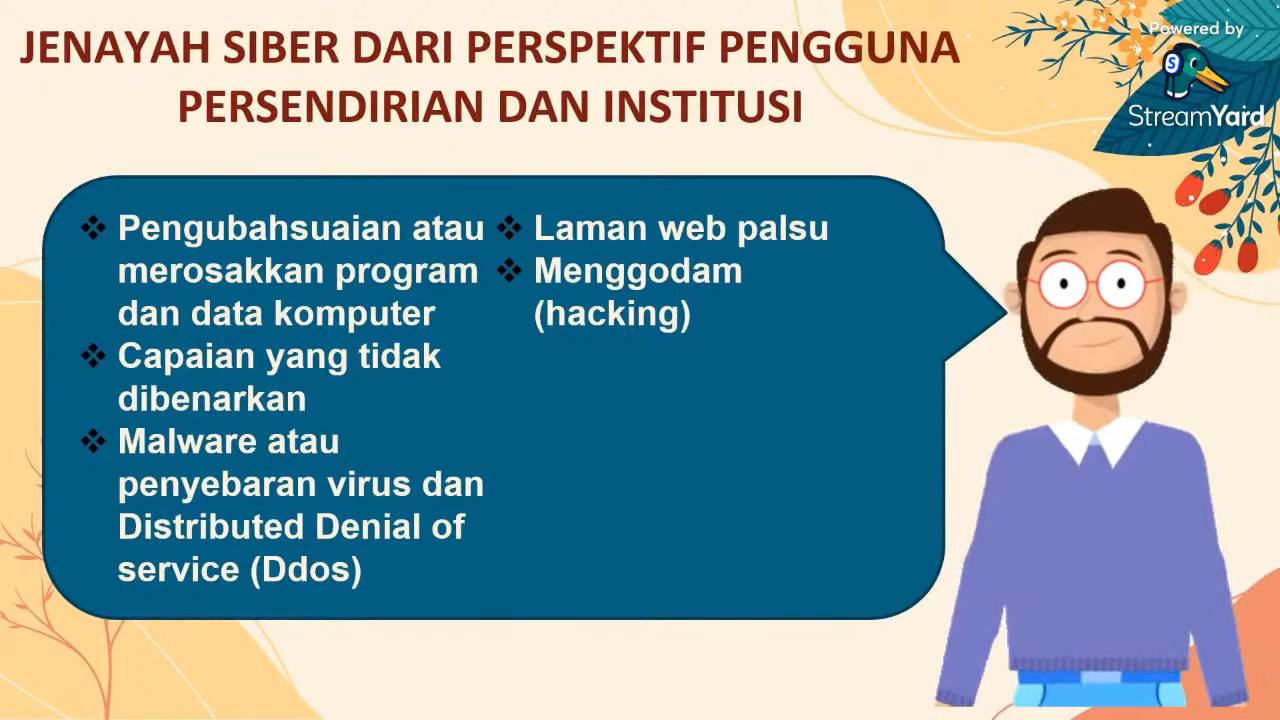 JENAYAH SIBER DARI PERSPEKTIF PENGGUNA
PERSENDIRIAN DAN INSTITUSI
Powered by
S
StreamYard
❖ Pengubahsuaian atau
merosakkan program
dan data komputer
❖ Capaian yang tidak
dibenarkan
❖ Malware atau
penyebaran virus dan
Distributed Denial of
service (Ddos)
❖ Laman web palsu
❖ Menggodam
(hacking)